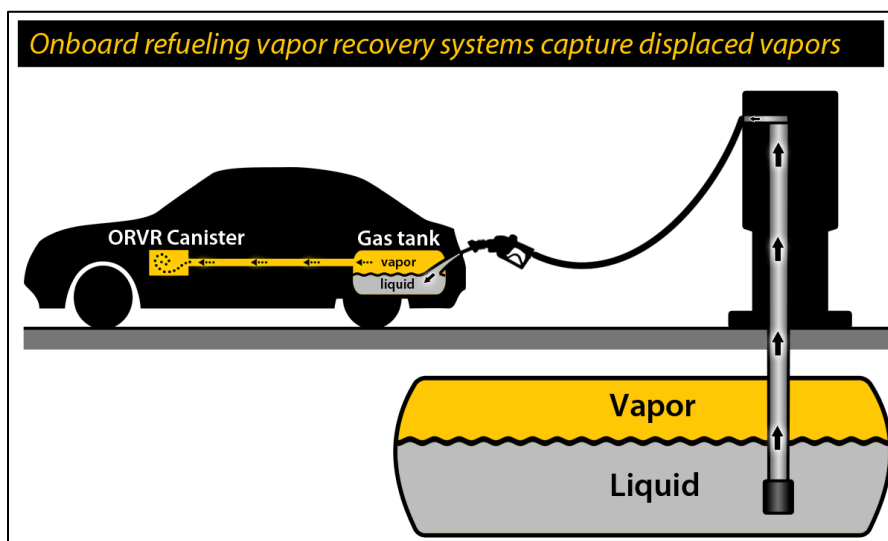 Onboard refueling vapor recovery systems capture displaced vapors
ORVR Canister
Gas tank
vapor
liquid
Vapor
Liquid